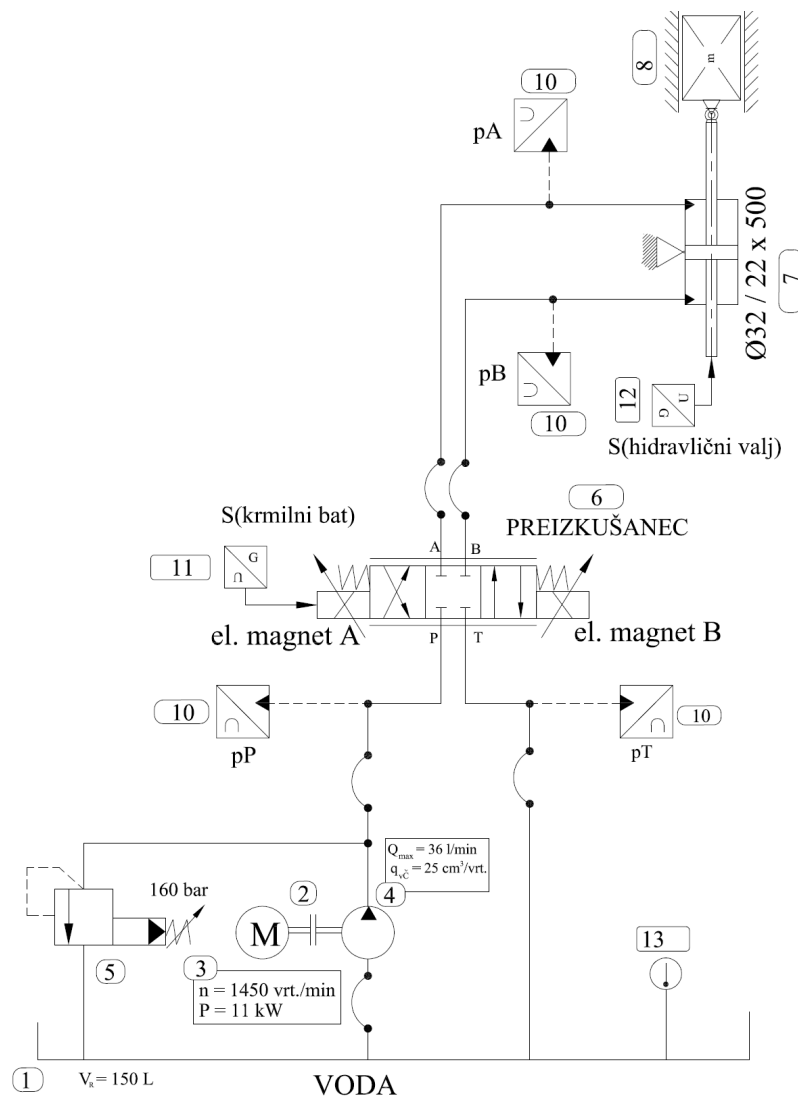 8
m
10
pA
Ø32 / 22 x 500
7
pB
10
12
U
G
S(hidravlični valj)
6
PREIZKUŠANEC
S(krmilni bat)
A
B
11
G
U
el. magnet A
el. magnet B
P
T
10
U
pP
10
U
pT
Qmax = 36 l/min
qvČ = 25 cm³/vrt.
4
2
160 bar
M
5
3
n = 1450 vrt./min
P = 11 kW
13
1
VR = 150 L
VODA